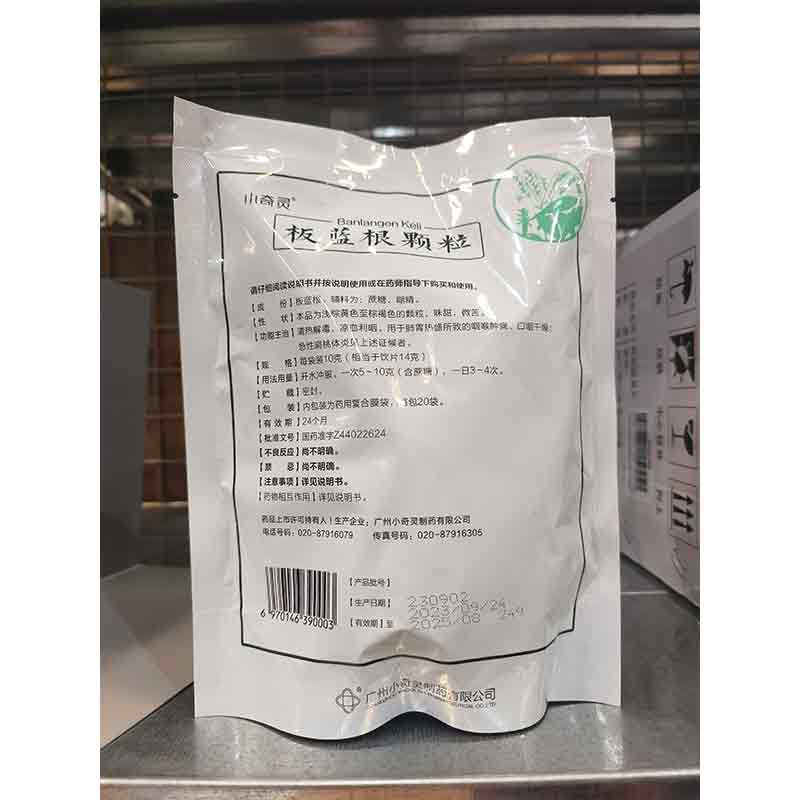 小奇灵®
Banlangen Keli
板蓝根颗粒
请仔细阅读说明书并按说明使用或在药师指导下购买和使用。
【成 份】板蓝根。辅料为:蔗糖、糊精。
【性 状】本品为浅棕黄色至棕褐色的颗粒,味甜、微苦。
【功能主治】清热解毒,凉血利咽。用于肺胃热盛所致的咽喉肿痛、口咽干燥;
急性扁桃体炎见上述证候者。
【规 格】每袋装10克(相当于饮片14克)
【用法用量】开水冲服。一次5~10克(含蔗糖),一日3~4次。
【贮 藏】密封。
【包 装】内包装为药用复合膜袋,每包20袋。
【有 效 期】24个月
【批准文号】国药准字Z44022624
【不良反应】尚不明确。
【禁 忌】尚不明确。
【注意事项】详见说明书。
【药物相互作用】详见说明书。
药品上市许可持有人/生产企业:广州小奇灵制药有限公司
电话号码:020-87916079 传真号码:020-87916305
【产品批号】230902
【生产日期】2023/09/24
【有效期】至 2025/08 249
6 970146 390003
广州小奇灵制药有限公司